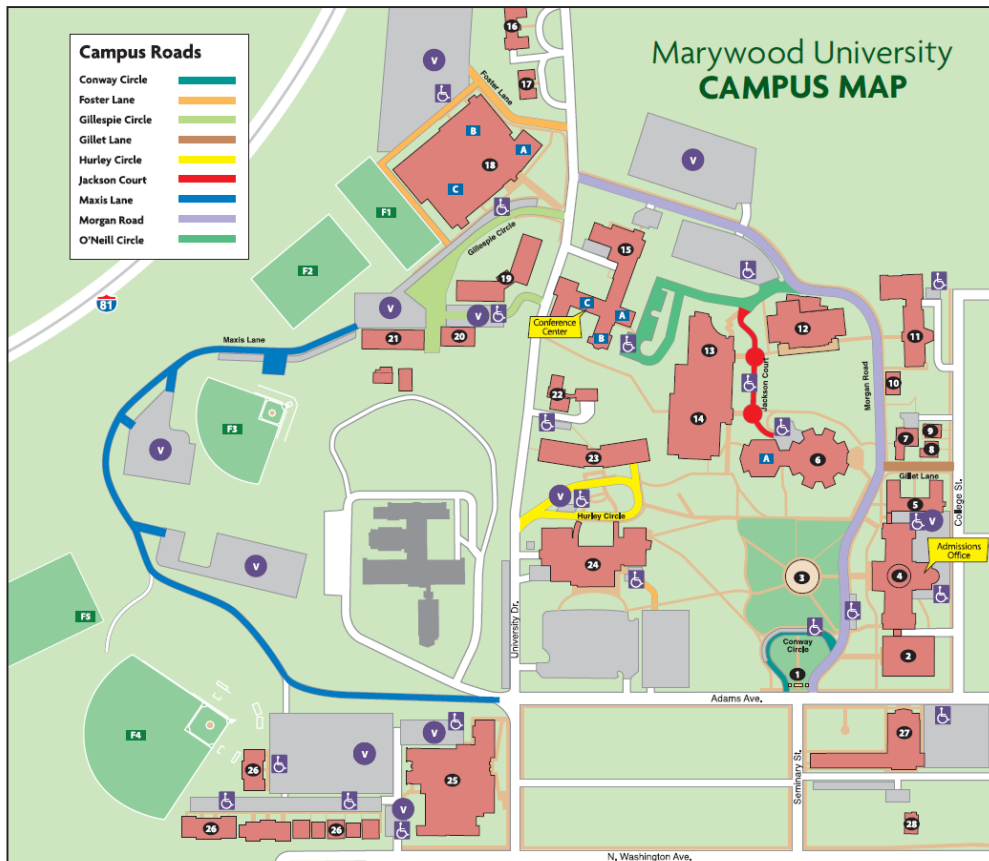 Marywood University
CAMPUS MAP
Campus Roads
Conway Circle
Foster Lane
Gillespie Circle
Gillet Lane
Hurley Circle
Jackson Court
Maxis Lane
Morgan Road
O'Neill Circle
16
V
17
Foster Lane
B
A
18
C
V
F1
Gillespie Circle
15
F2
19
81
C
Conference
Center
A
B
V
V
21
20
12
11
13
Maxis Lane
Jackson Court
Morgan Road
10
22
14
F3
V
9
7
8
23
A
6
Gillet Lane
College St.
V
5
V
Hurley Circle
Admissions
Office
24
3
4
V
F5
University Dr.
Conway
Circle
2
1
Adams Ave.
F4
V
V
27
26
25
Seminary St.
V
26
26
28
N. Washington Ave.